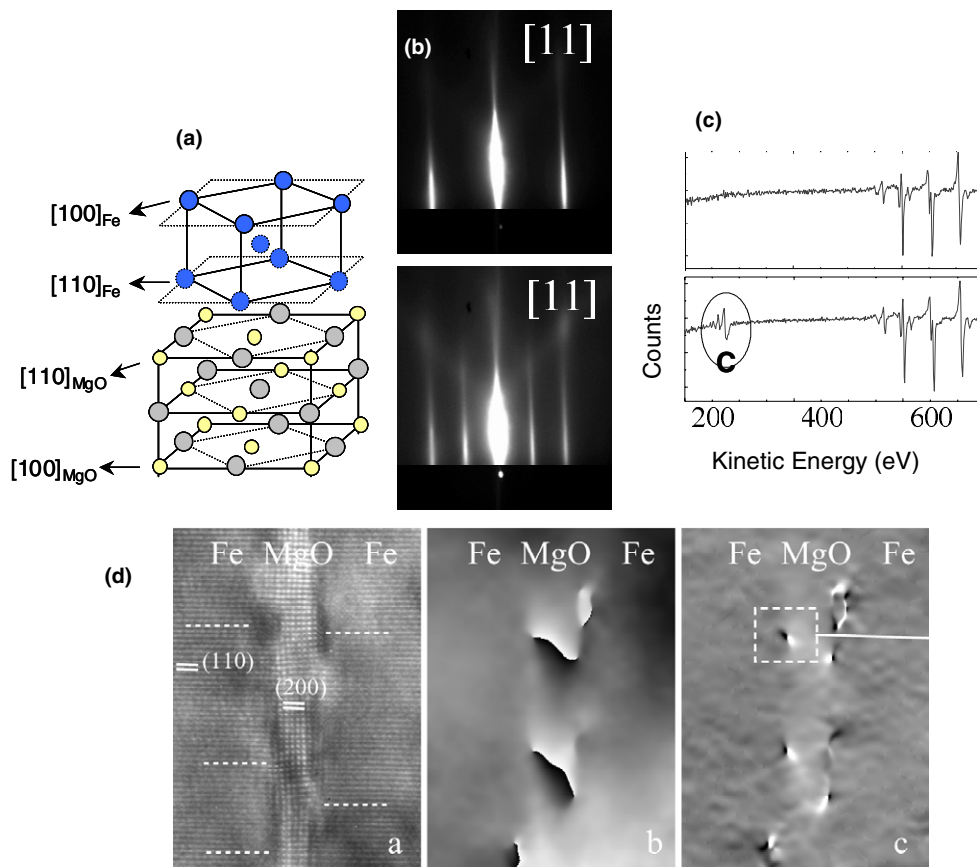 (a)
[100]Fe
[110]Fe
[110]MgO
[100]MgO
(b)
[11]
[11]
(c)
Counts
C
200 400 600
Kinetic Energy (eV)
(d)
Fe MgO Fe
(110)
(200)
a
Fe MgO Fe
b
Fe MgO Fe
c